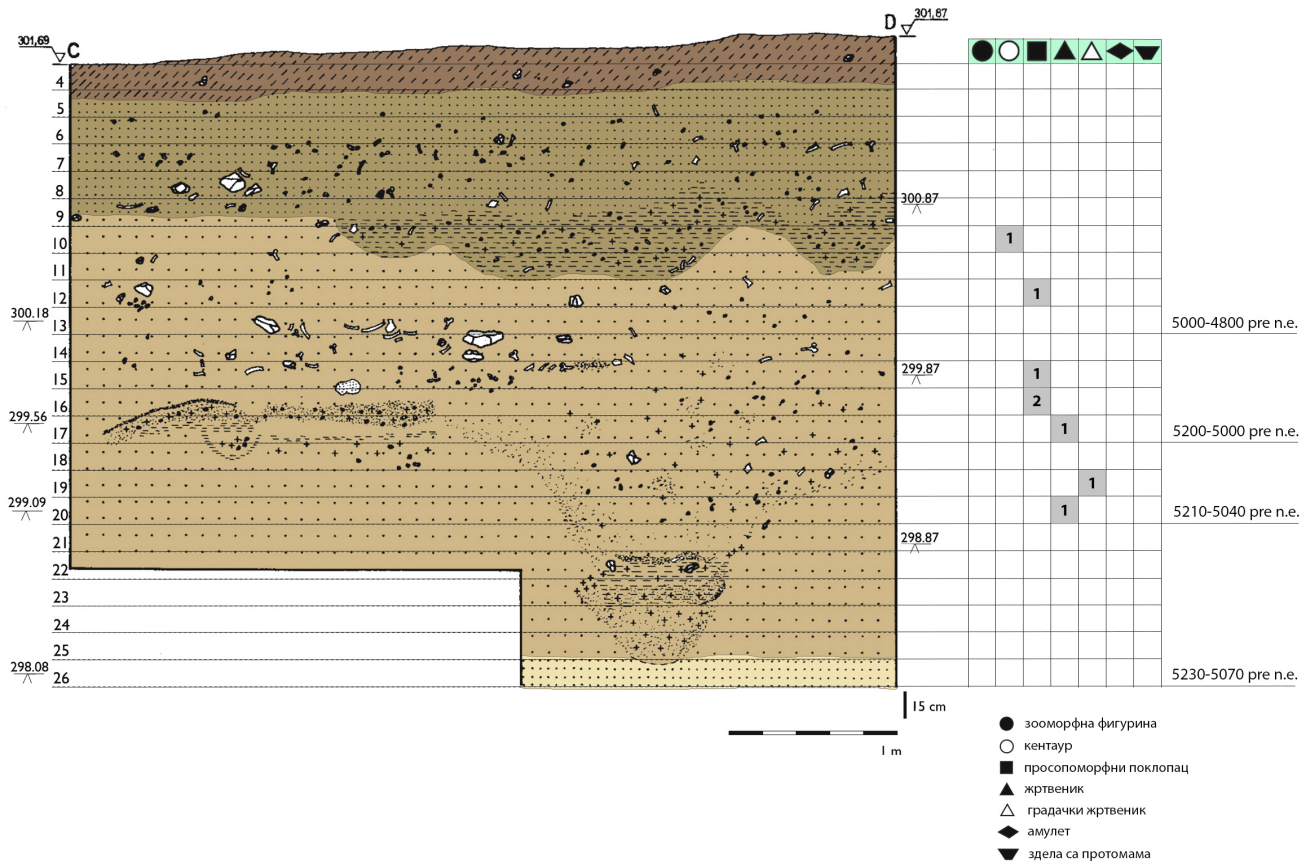 301,69 C
D 301,87
4
5
6
7
8
9
300.87
10
1
11
12
1
300.18
13
5000-4800 pre n.e.
14
299.87
1
15
16
2
299.56
17
1
5200-5000 pre n.e.
18
19
1
299.09
20
1
5210-5040 pre n.e.
21
298.87
22
23
24
25
298.08
26
5230-5070 pre n.e.
15 cm
1 m
зооморфна фигурина
кентаур
просопоморфни поклопац
жртвеник
градачки жртвеник
амулет
здела са протомама